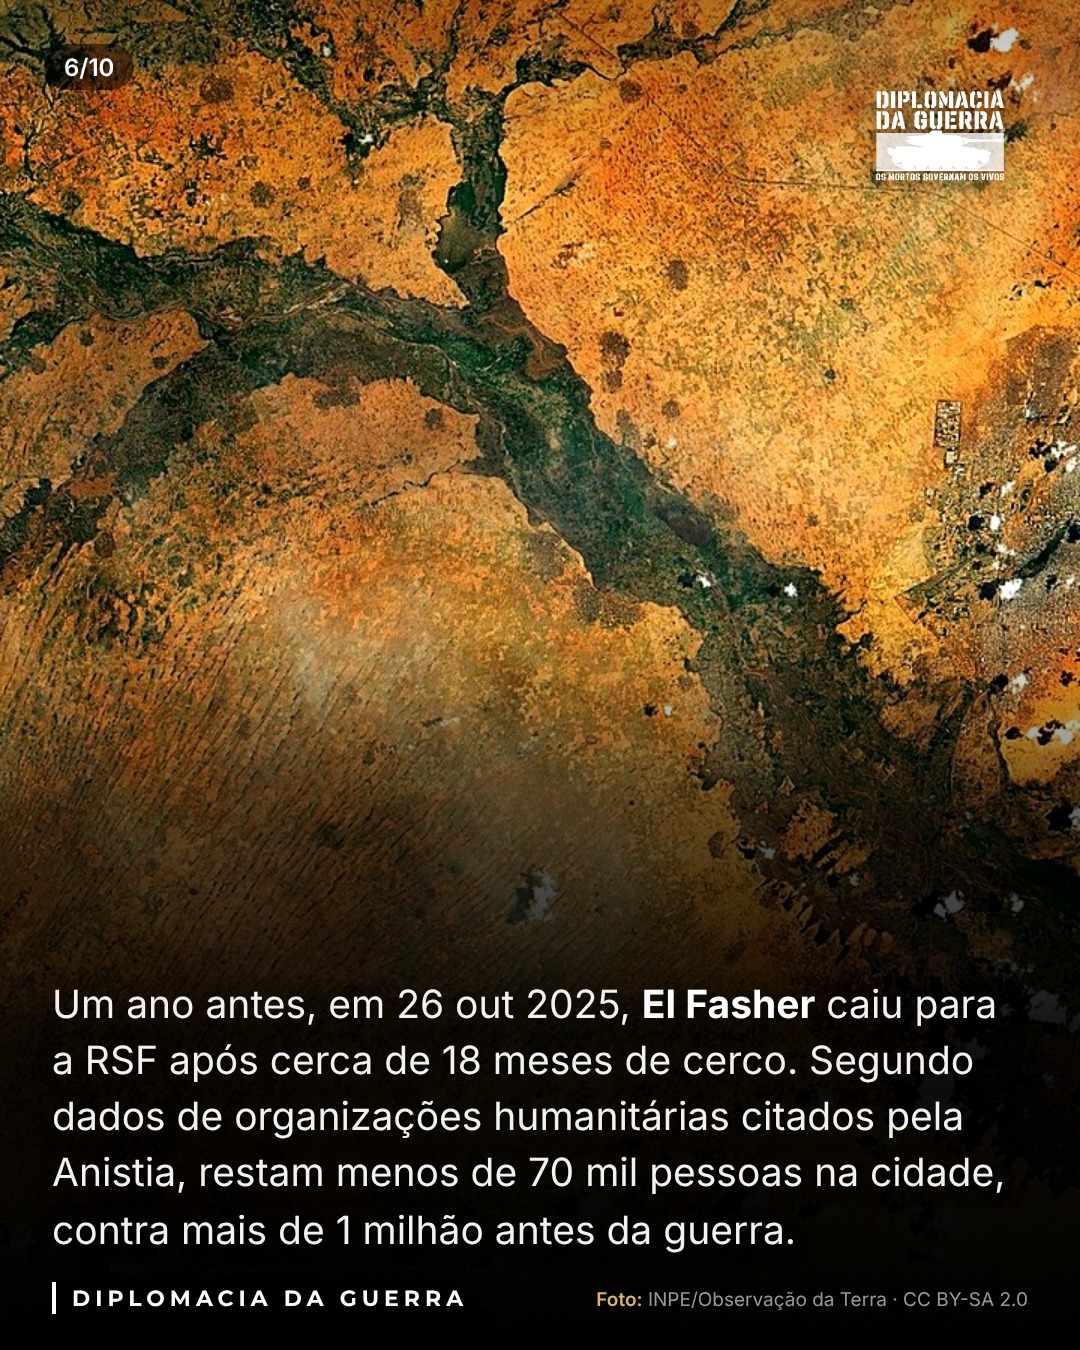 6/10
DIPLOMACIA
DA GUERRA
OS MORTOS GOVERNAM OS VIVOS
Um ano antes, em 26 out 2025, El Fasher caiu para
a RSF após cerca de 18 meses de cerco. Segundo
dados de organizações humanitárias citados pela
Anistia, restam menos de 70 mil pessoas na cidade,
contra mais de 1 milhão antes da guerra.
DIPLOMACIA DA GUERRA
Foto: INPE/Observação da Terra · CC BY-SA 2.0